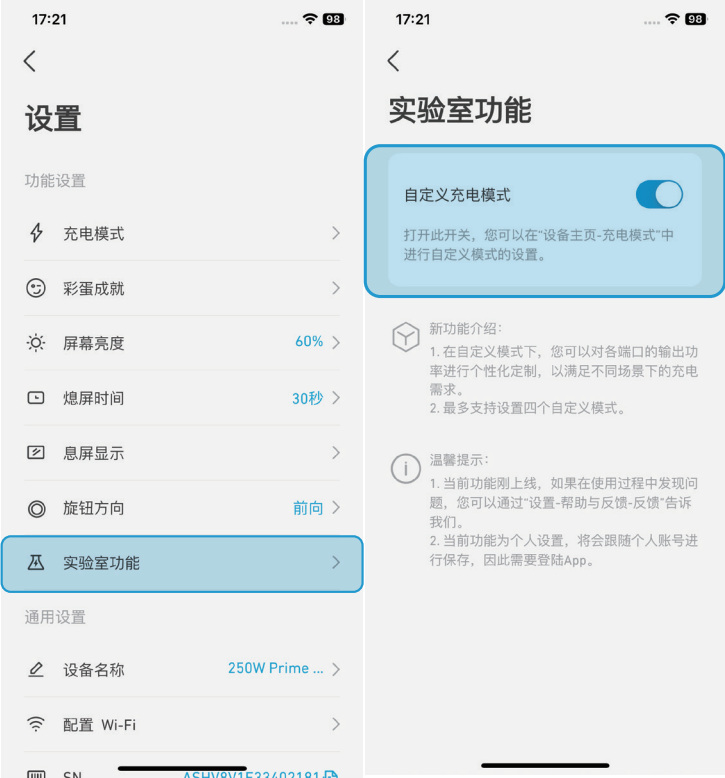 17:21
98
设置
功能设置
充电模式
彩蛋成就
屏幕亮度
60%
熄屏时间
30秒
息屏显示
旋钮方向
前向
实验室功能
通用设置
设备名称
250W Prime ...
配置 Wi-Fi
SN
17:21
98
实验室功能
自定义充电模式
打开此开关，您可以在“设备主页-充电模式”中
进行自定义模式的设置。
新功能介绍：
1. 在自定义模式下，您可以对各端口的输出功
率进行个性化定制，以满足不同场景下的充电
需求。
2. 最多支持设置四个自定义模式。
温馨提示：
1. 当前功能刚上线，如果在使用过程中发现问
题，您可以通过“设置-帮助与反馈-反馈”告诉
我们。
2. 当前功能为个人设置，将会跟随个人账号进
行保存，因此需要登陆App。